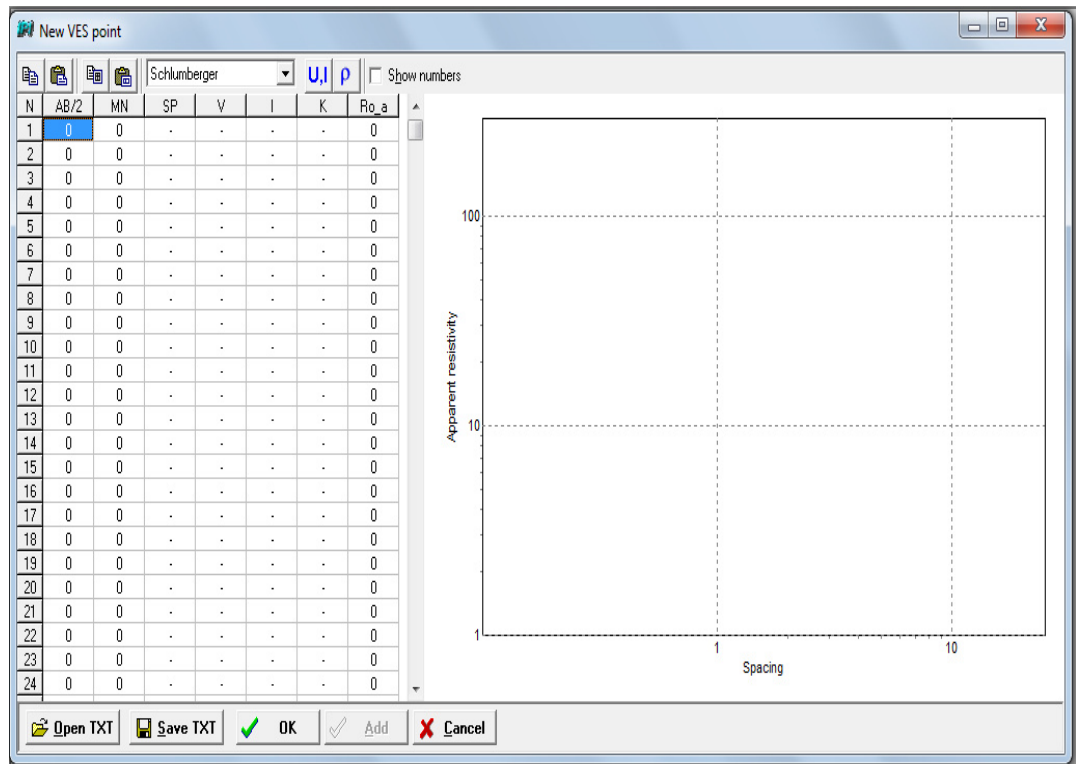 New VES point
Schlumberger U,I ρ Show numbers
N AB/2 MN SP V I K Ro_a
1 0 0 - - - - 0
2 0 0 - - - - 0
3 0 0 - - - - 0
4 0 0 - - - - 0
5 0 0 - - - - 0
6 0 0 - - - - 0
7 0 0 - - - - 0
8 0 0 - - - - 0
9 0 0 - - - - 0
10 0 0 - - - - 0
11 0 0 - - - - 0
12 0 0 - - - - 0
13 0 0 - - - - 0
14 0 0 - - - - 0
15 0 0 - - - - 0
16 0 0 - - - - 0
17 0 0 - - - - 0
18 0 0 - - - - 0
19 0 0 - - - - 0
20 0 0 - - - - 0
21 0 0 - - - - 0
22 0 0 - - - - 0
23 0 0 - - - - 0
24 0 0 - - - - 0
Apparent resistivity
100
10
1
1 10
Spacing
Open TXT Save TXT OK Add Cancel